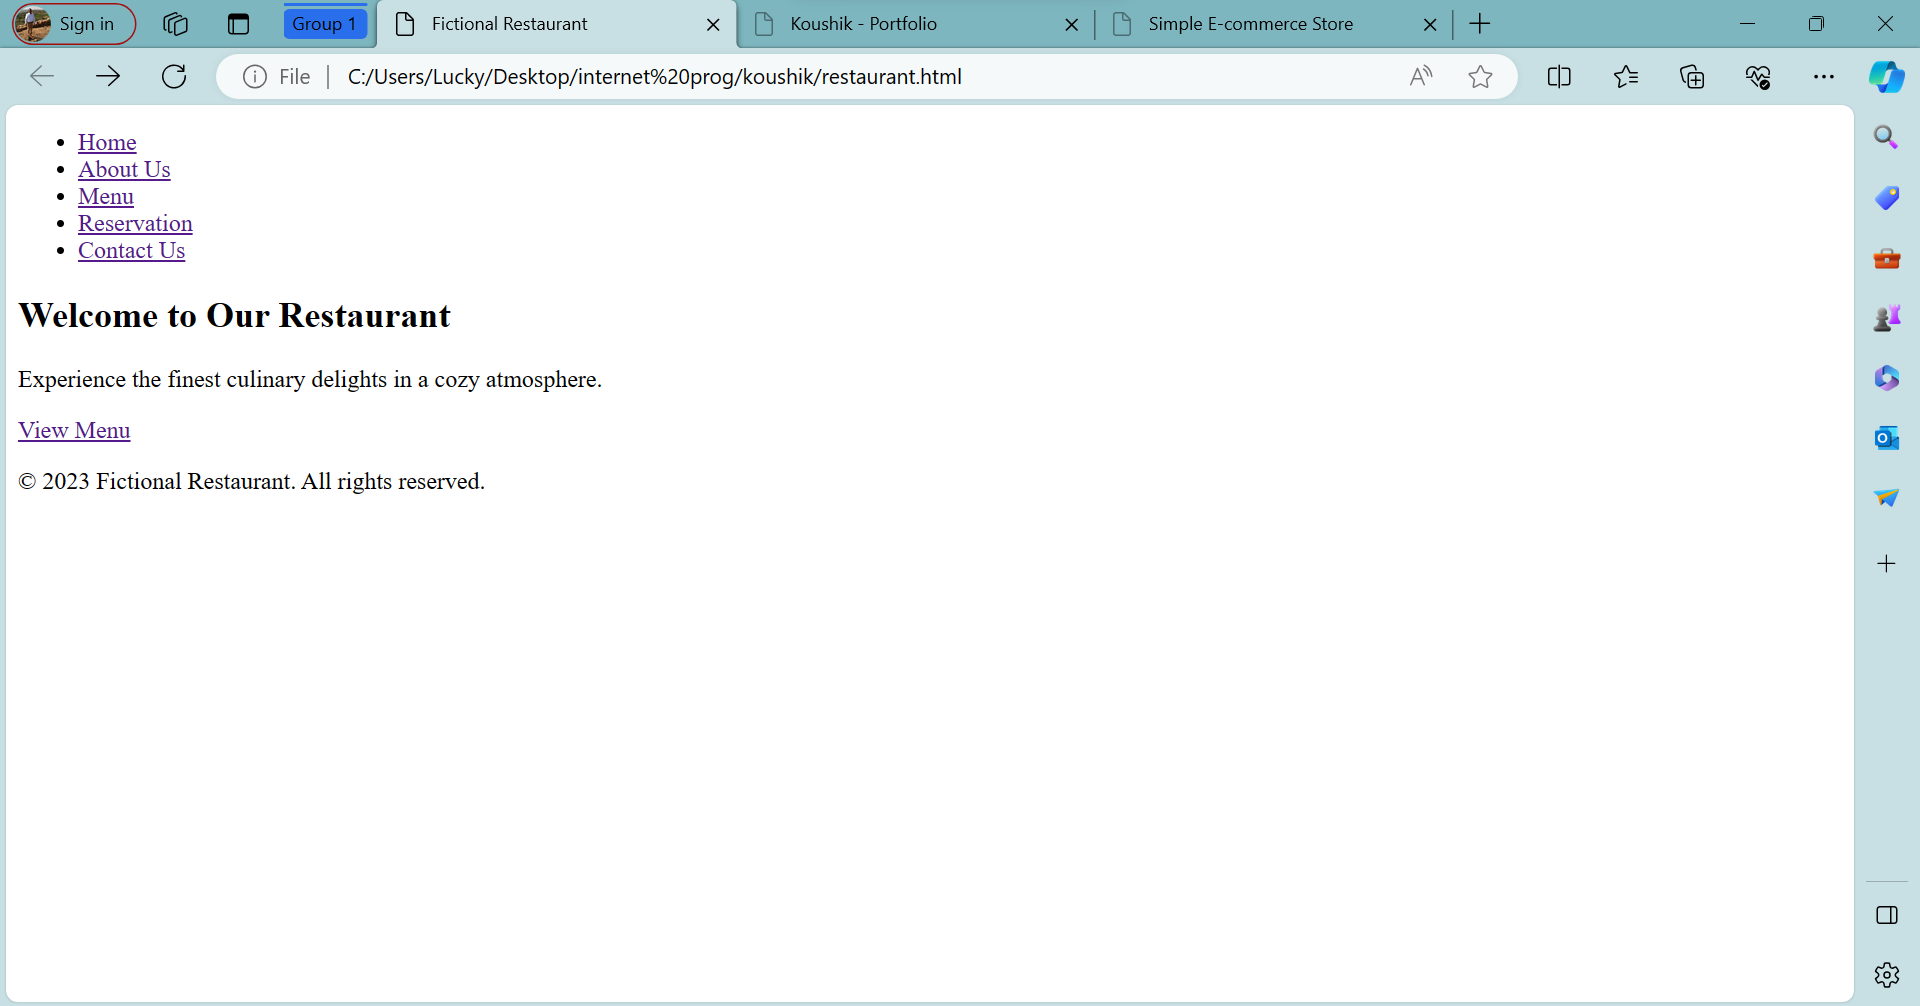 Sign in
Group 1
Fictional Restaurant
Koushik - Portfolio
Simple E-commerce Store
File
C:/Users/Lucky/Desktop/internet%20prog/koushik/restaurant.html
Home
About Us
Menu
Reservation
Contact Us
Welcome to Our Restaurant
Experience the finest culinary delights in a cozy atmosphere.
View Menu
© 2023 Fictional Restaurant. All rights reserved.